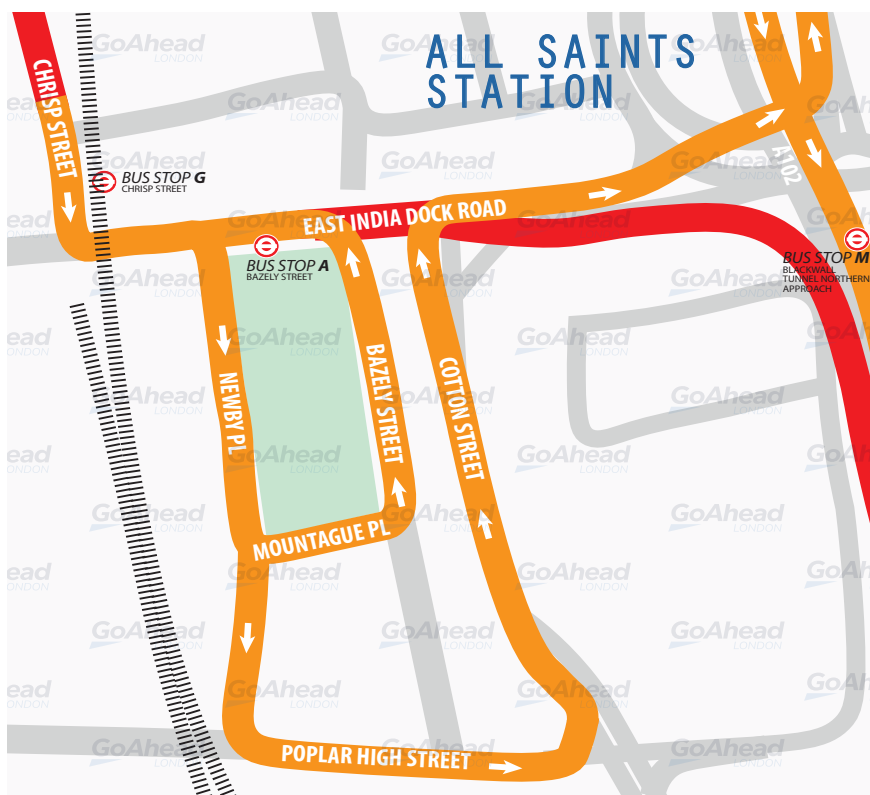 ALL SAINTS
STATION
CHRISP STREET
BUS STOP G
CHRISP STREET
EAST INDIA DOCK ROAD
A102
BUS STOP A
BAZELY STREET
BUS STOP M
BLACKWALL
TUNNEL NORTHERN
APPROACH
NEWBY PL
BAZELY STREET
COTTON STREET
MOUNTAGUE PL
POPLAR HIGH STREET
GoAhead
LONDON